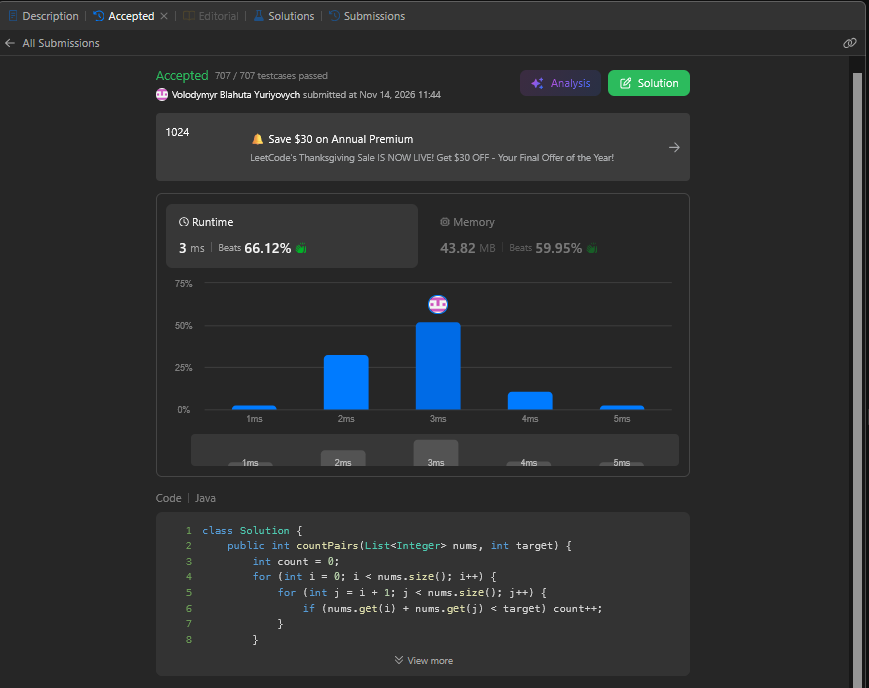 Description Accepted Editorial Solutions Submissions
All Submissions
Accepted 707 / 707 testcases passed
Volodymyr Blahuta Yuriyovych submitted at Nov 14, 2026 11:44
Analysis Solution
1024
Save $30 on Annual Premium
LeetCode's Thanksgiving Sale IS NOW LIVE! Get $30 OFF - Your Final Offer of the Year!
Runtime
3 ms Beats 66.12%
Memory
43.82 MB Beats 59.95%
75%
50%
25%
0%
1ms 2ms 3ms 4ms 5ms
1ms 2ms 3ms 4ms 5ms
Code Java
1 class Solution {
2 public int countPairs(List<Integer> nums, int target) {
3 int count = 0;
4 for (int i = 0; i < nums.size(); i++) {
5 for (int j = i + 1; j < nums.size(); j++) {
6 if (nums.get(i) + nums.get(j) < target) count++;
7 }
8 }
View more